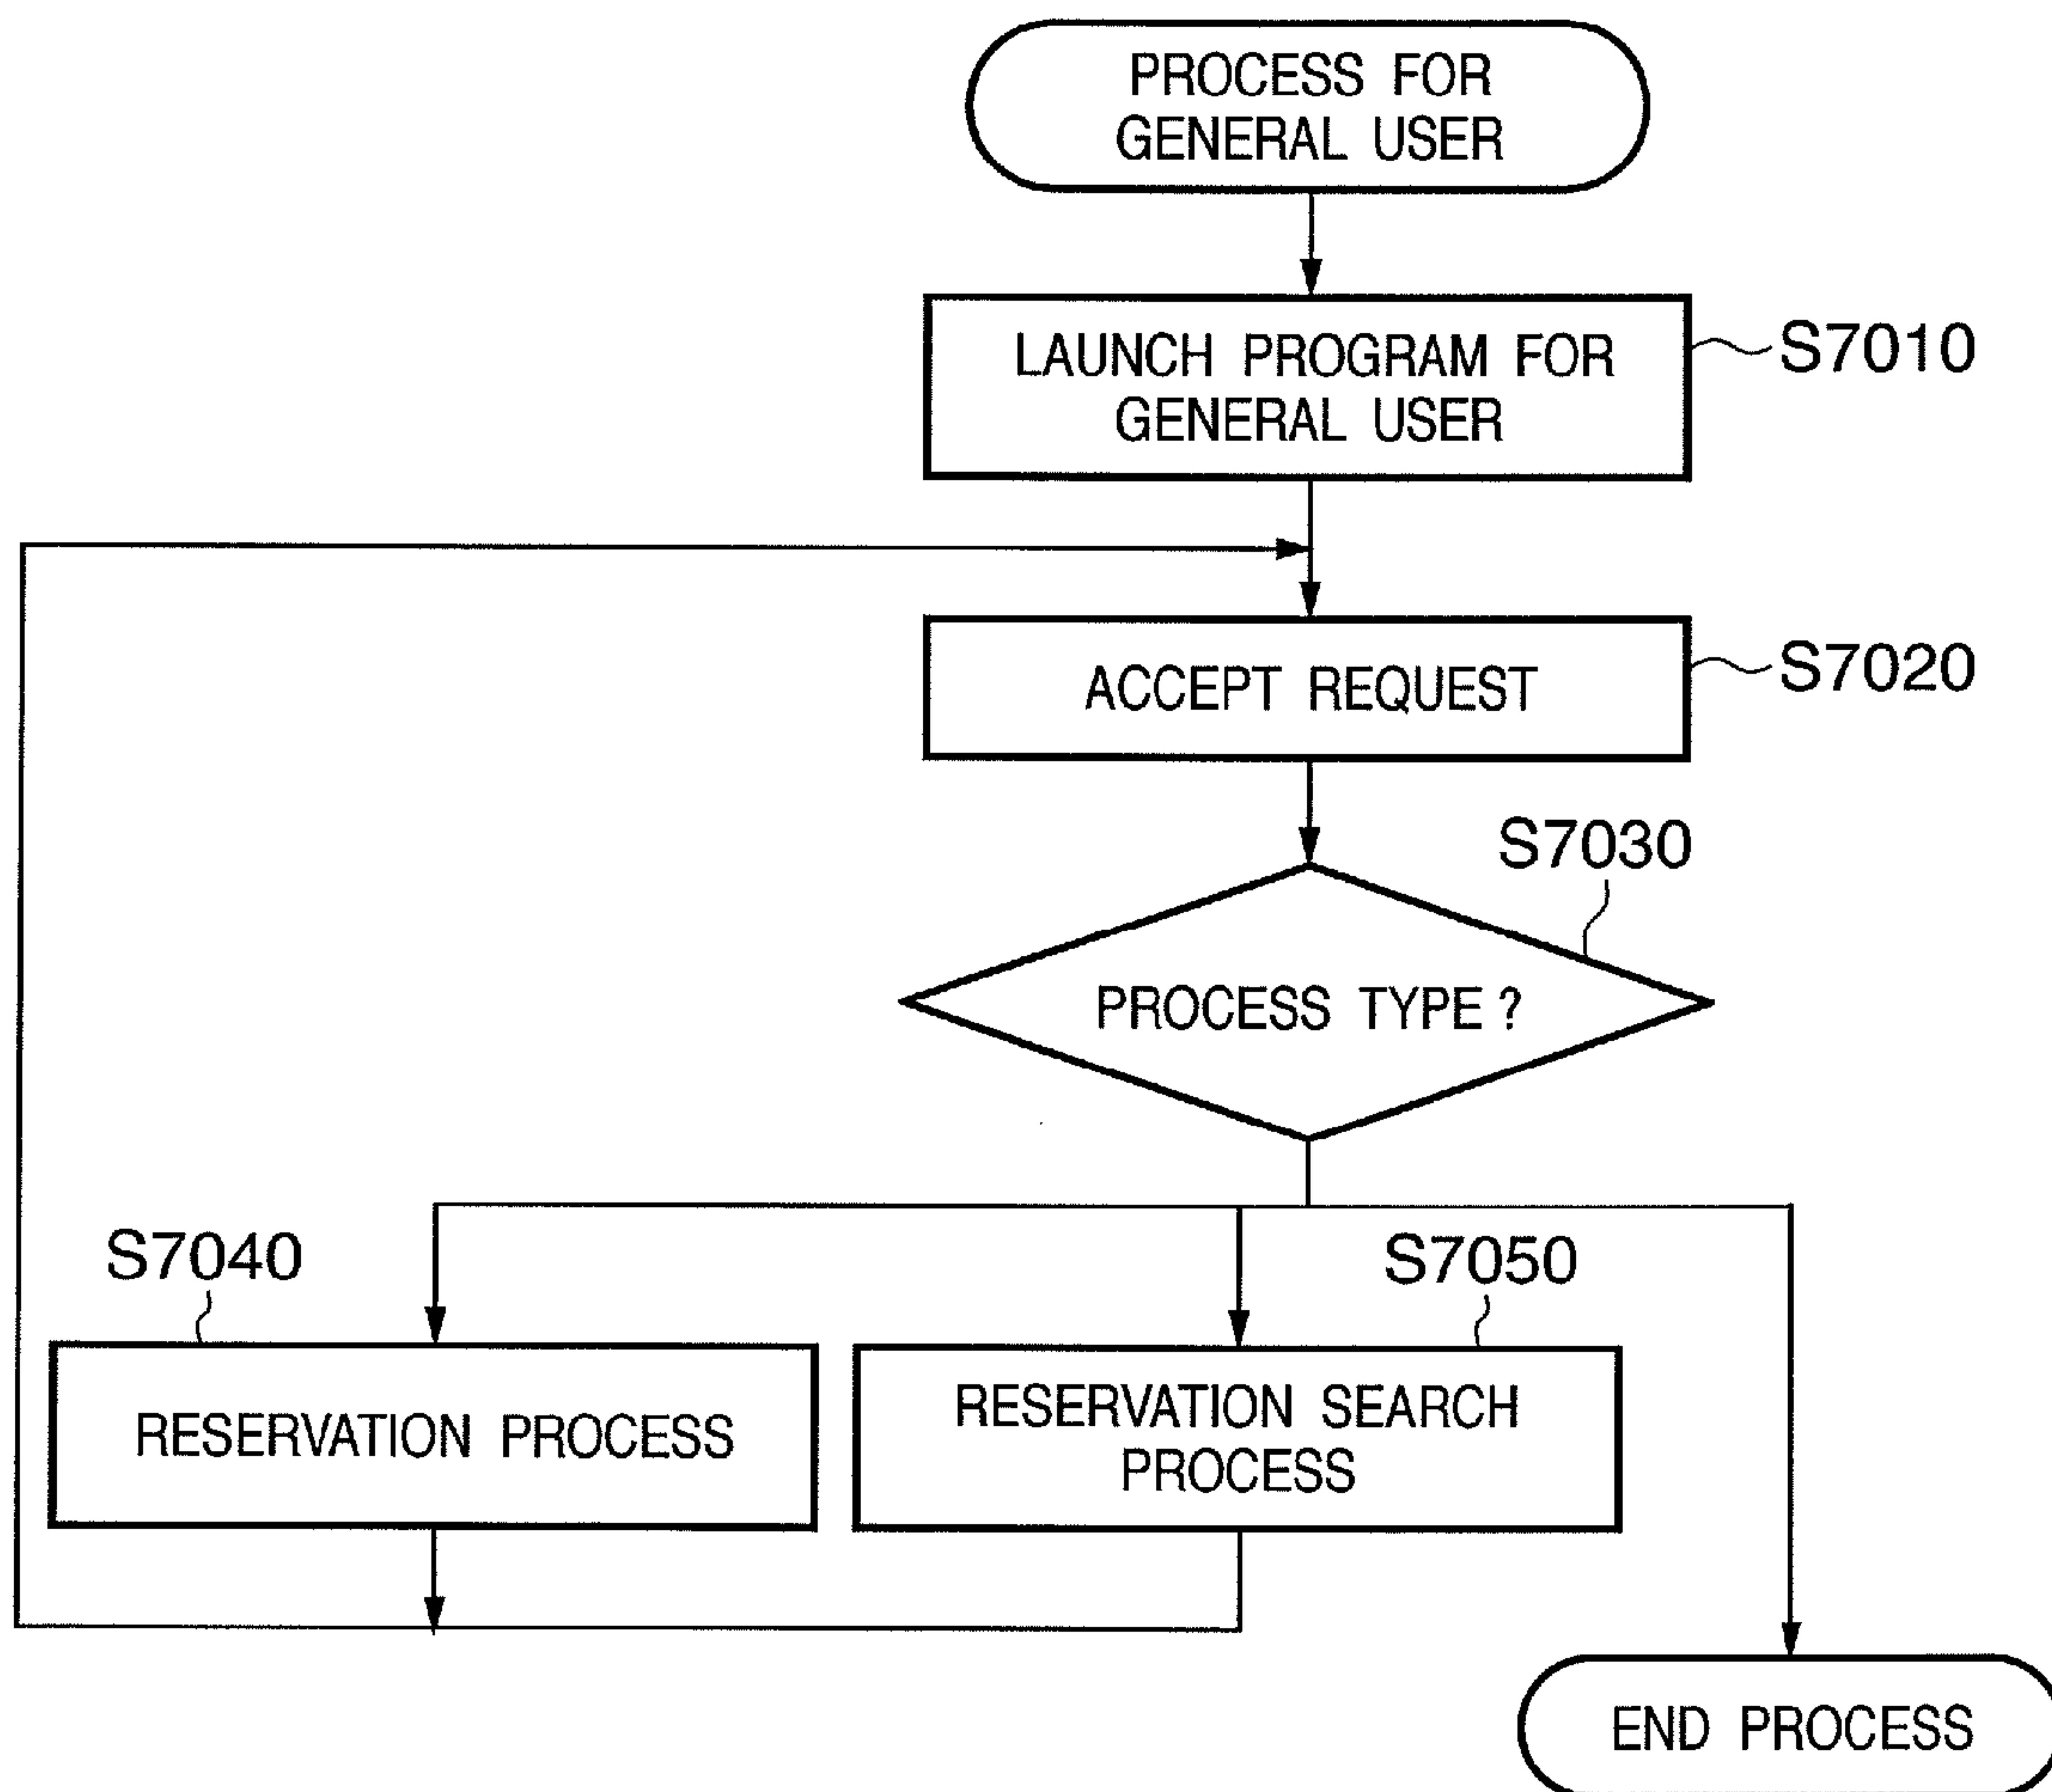 PROCESS FOR
GENERAL USER
LAUNCH PROGRAM FOR
GENERAL USER
S7010
ACCEPT REQUEST
S7020
S7030
PROCESS TYPE ?
S7040
S7050
RESERVATION PROCESS
RESERVATION SEARCH
PROCESS
END PROCESS